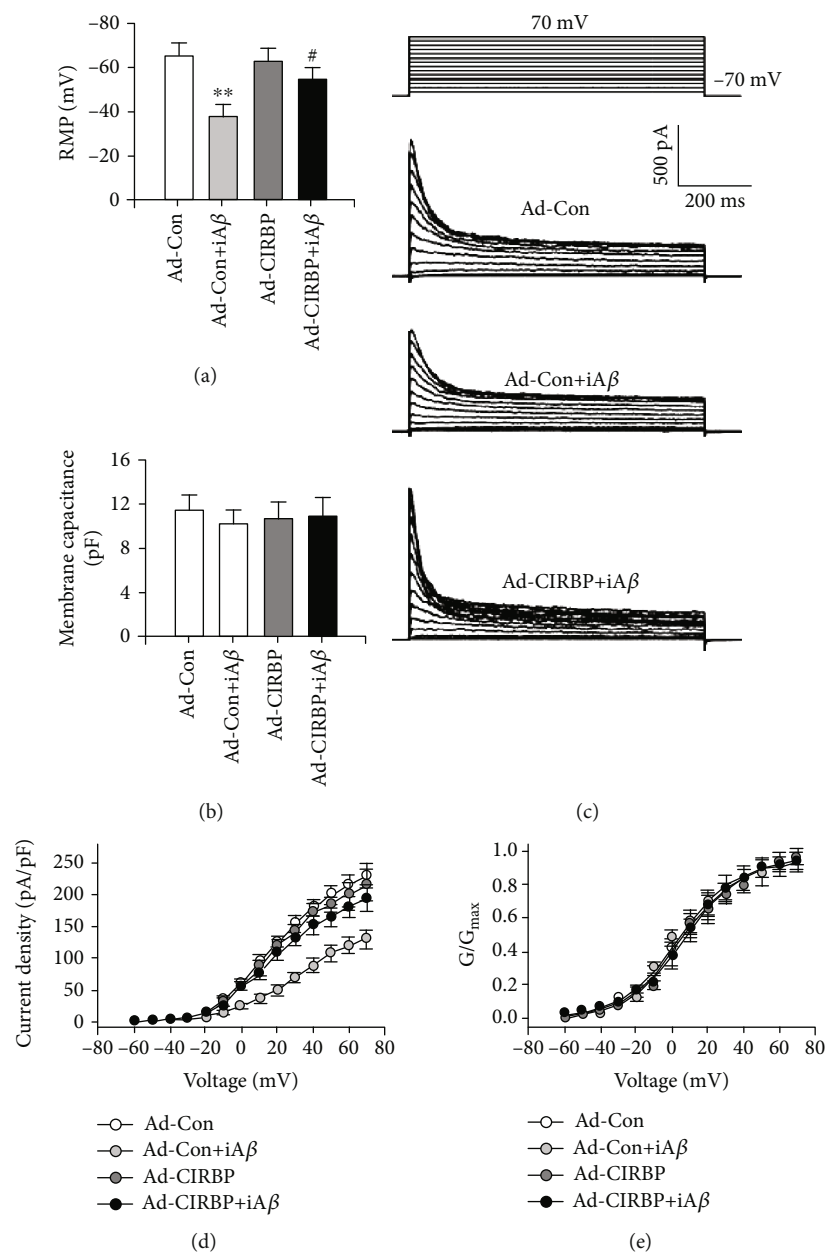 −80
−60
−40
−20
0
RMP (mV)
**
#
Ad-Con
Ad-Con+iAβ
Ad-CIRBP
Ad-CIRBP+iAβ
(a)
70 mV
−70 mV
500 pA
200 ms
Ad-Con
Ad-Con+iAβ
Ad-CIRBP+iAβ
(c)
16
12
8
4
0
Membrane capacitance
(pF)
Ad-Con
Ad-Con+iAβ
Ad-CIRBP
Ad-CIRBP+iAβ
(b)
250
200
150
100
50
0
Current density (pA/pF)
−80 −60 −40 −20 0 20 40 60 80
Voltage (mV)
Ad-Con
Ad-Con+iAβ
Ad-CIRBP
Ad-CIRBP+iAβ
(d)
1.0
0.8
0.6
0.4
0.2
0.0
G/Gmax
−80 −60 −40 −20 0 20 40 60 80
Voltage (mV)
Ad-Con
Ad-Con+iAβ
Ad-CIRBP
Ad-CIRBP+iAβ
(e)